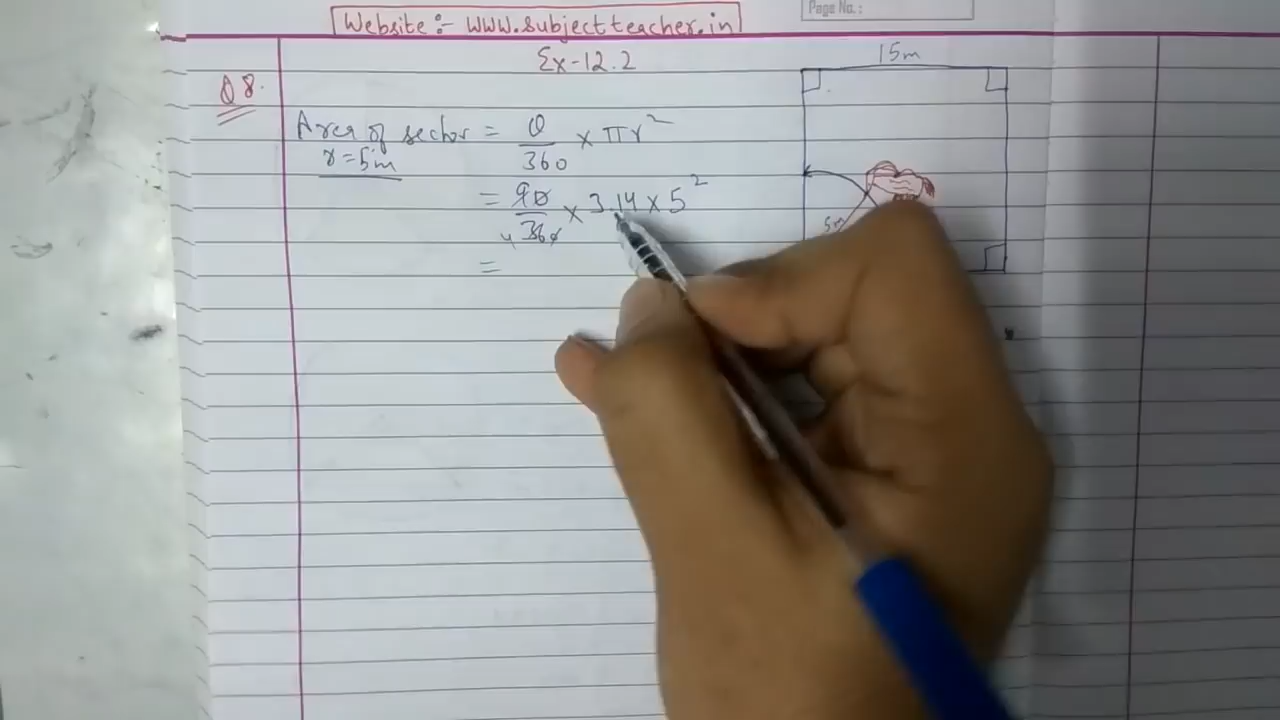 Website :- www.subjectteacher.in
Page No. :
Ex-12.2
15m
Q8.
Area of sector = θ/360 × πr²
r = 5m
= 90/360 × 3.14 × 5²
4
5m
=